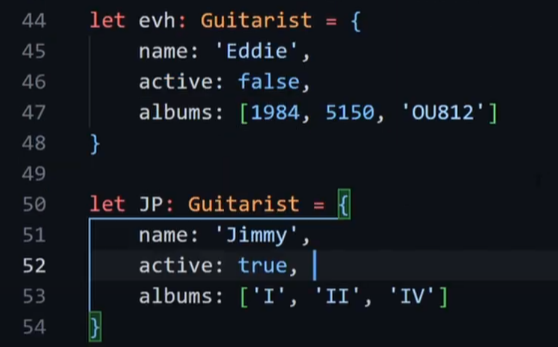 44 let evh: Guitarist = {
45     name: 'Eddie',
46     active: false,
47     albums: [1984, 5150, 'OU812']
48 }
49
50 let JP: Guitarist = {
51     name: 'Jimmy',
52     active: true,
53     albums: ['I', 'II', 'IV']
54 }